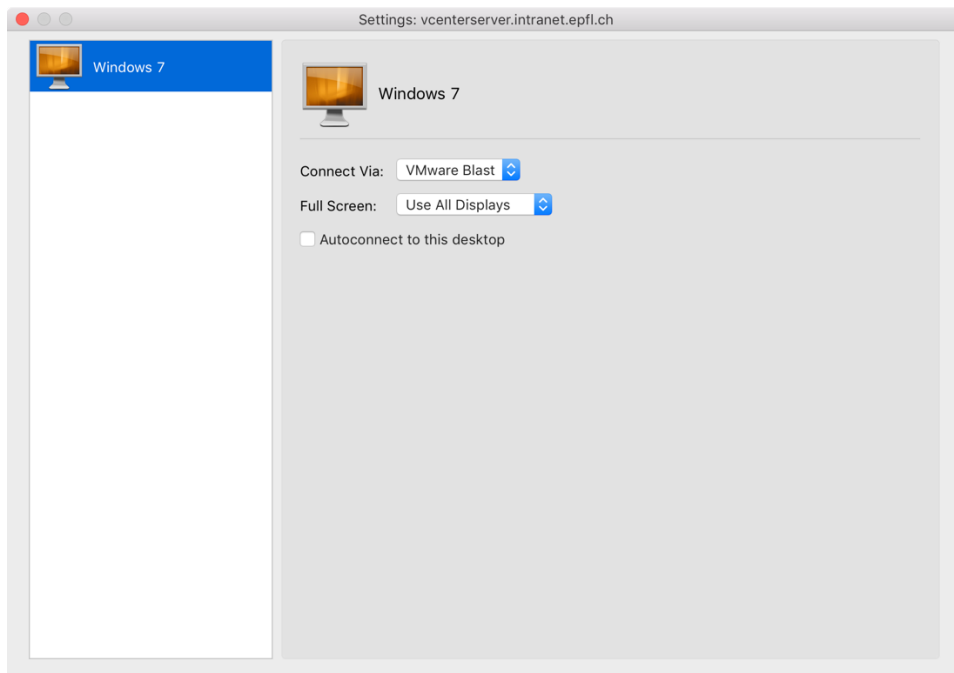 Settings: vcenterserver.intranet.epfl.ch
Windows 7
Windows 7
Connect Via: VMware Blast
Full Screen: Use All Displays
Autoconnect to this desktop